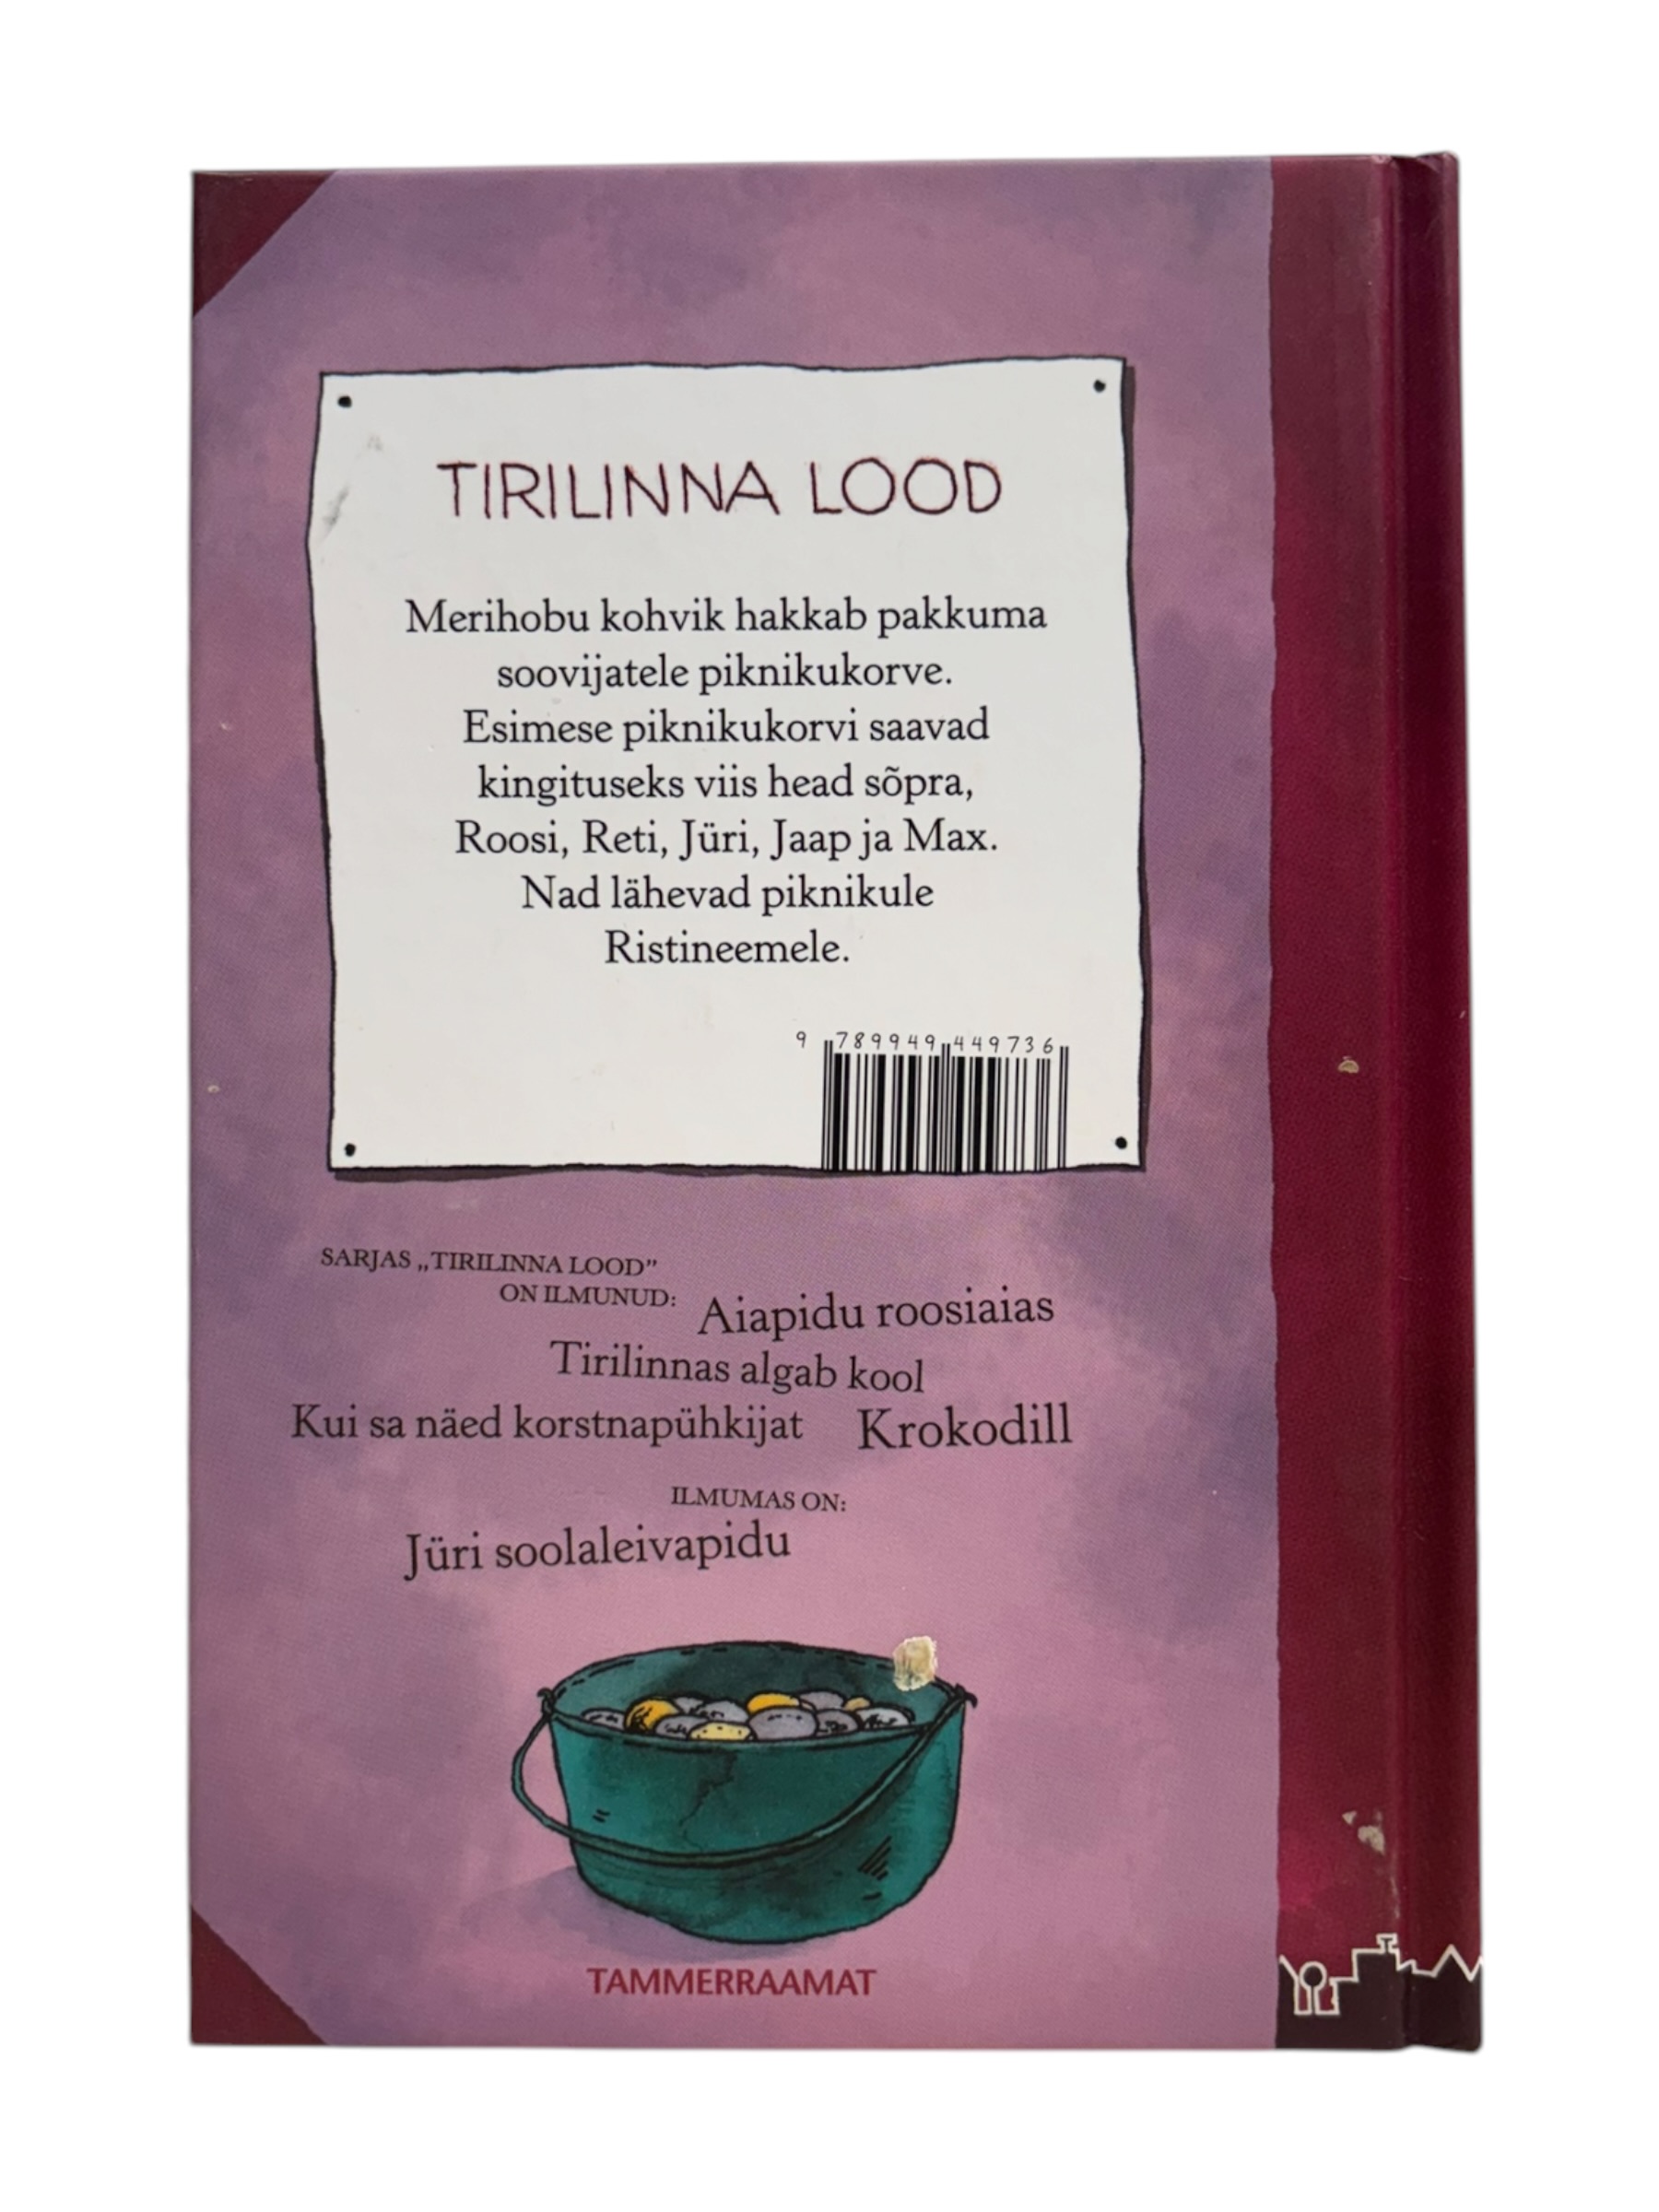 TIRILINNA LOOD
Merihobu kohvik hakkab pakkuma
soovijatele piknikukorve.
Esimese piknikukorvi saavad
kingituseks viis head sõpra,
Roosi, Reti, Jüri, Jaap ja Max.
Nad lähevad piknikule
Ristineemele.
9 789949 449736
SARJAS „TIRILINNA LOOD”
ON ILMUNUD: Aiapidu roosiaias
Tirilinnas algab kool
Kui sa näed korstnapühkijat Krokodill
ILMUMAS ON:
Jüri soolaleivapidu
TAMMERRAAMAT